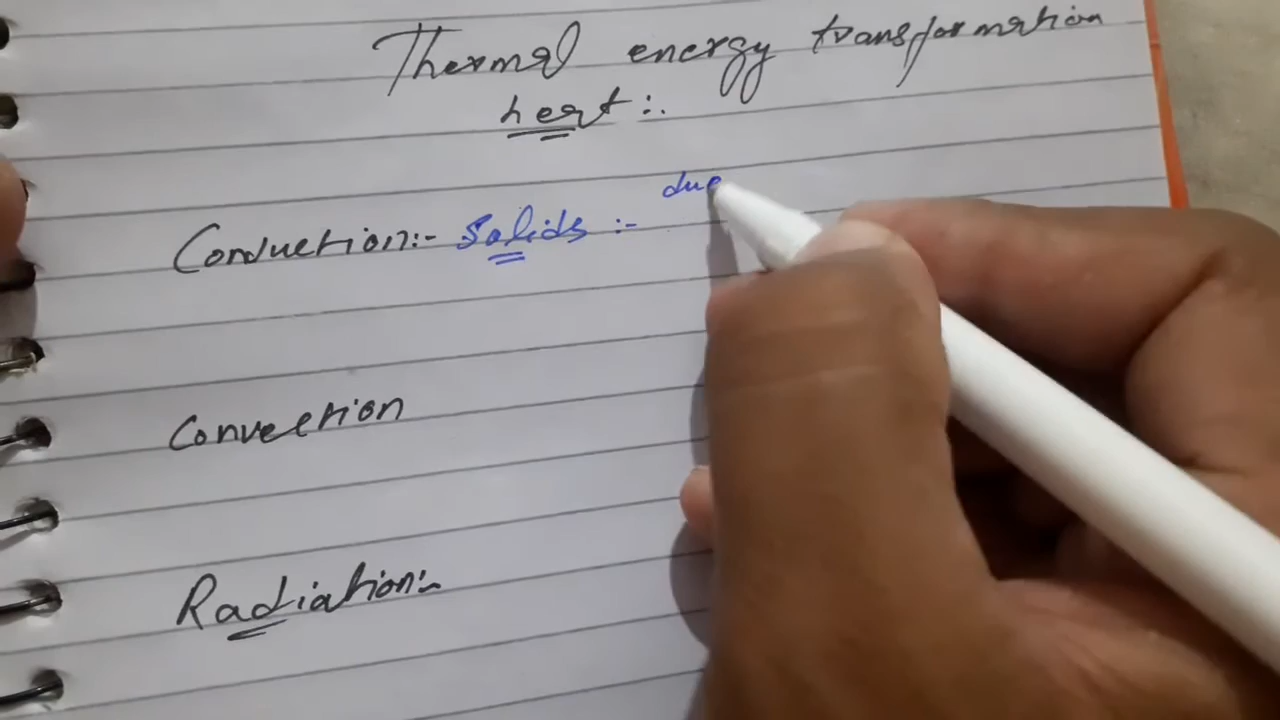 Thermal energy transformation
heat :.
Conduction:- Solids :- due
Convection
Radiation:-